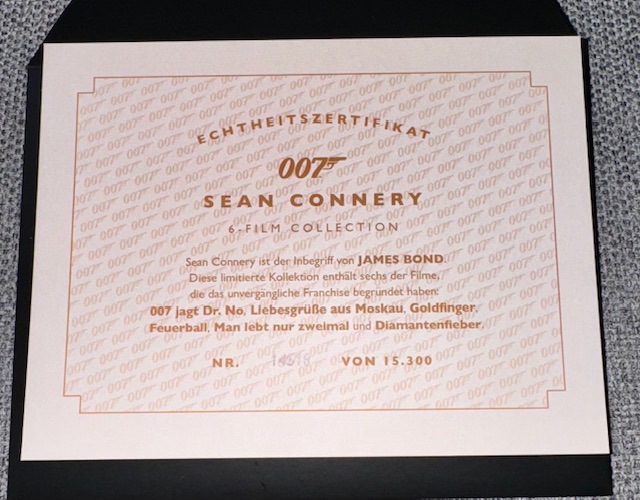 ECHTHEITSZERTIFIKAT
007
SEAN CONNERY
6-FILM COLLECTION
Sean Connery ist der Inbegriff von JAMES BOND.
Diese limitierte Kollektion enthält sechs der Filme,
die das unvergängliche Franchise begründet haben:
007 jagt Dr. No, Liebesgrüße aus Moskau, Goldfinger,
Feuerball, Man lebt nur zweimal und Diamantenfieber.
NR. VON 15.300